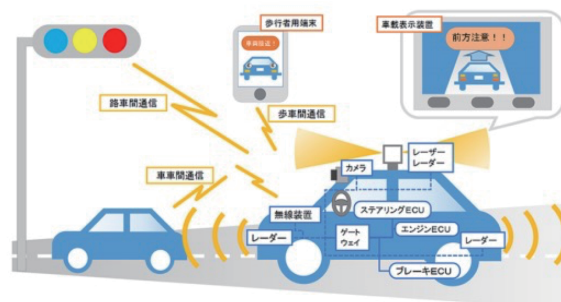 歩行者用端末
車両接近!
車載表示装置
前方注意!!
路車間通信
歩車間通信
車車間通信
カメラ
レーザー
レーダー
無線装置
ステアリングECU
レーダー
ゲート
ウェイ
エンジンECU
レーダー
ブレーキECU